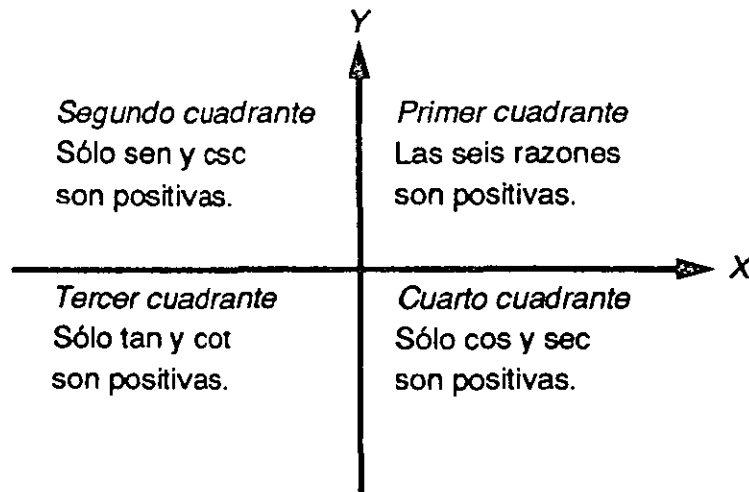 Y
Segundo cuadrante
Sólo sen y csc
son positivas.
Primer cuadrante
Las seis razones
son positivas.
X
Tercer cuadrante
Sólo tan y cot
son positivas.
Cuarto cuadrante
Sólo cos y sec
son positivas.